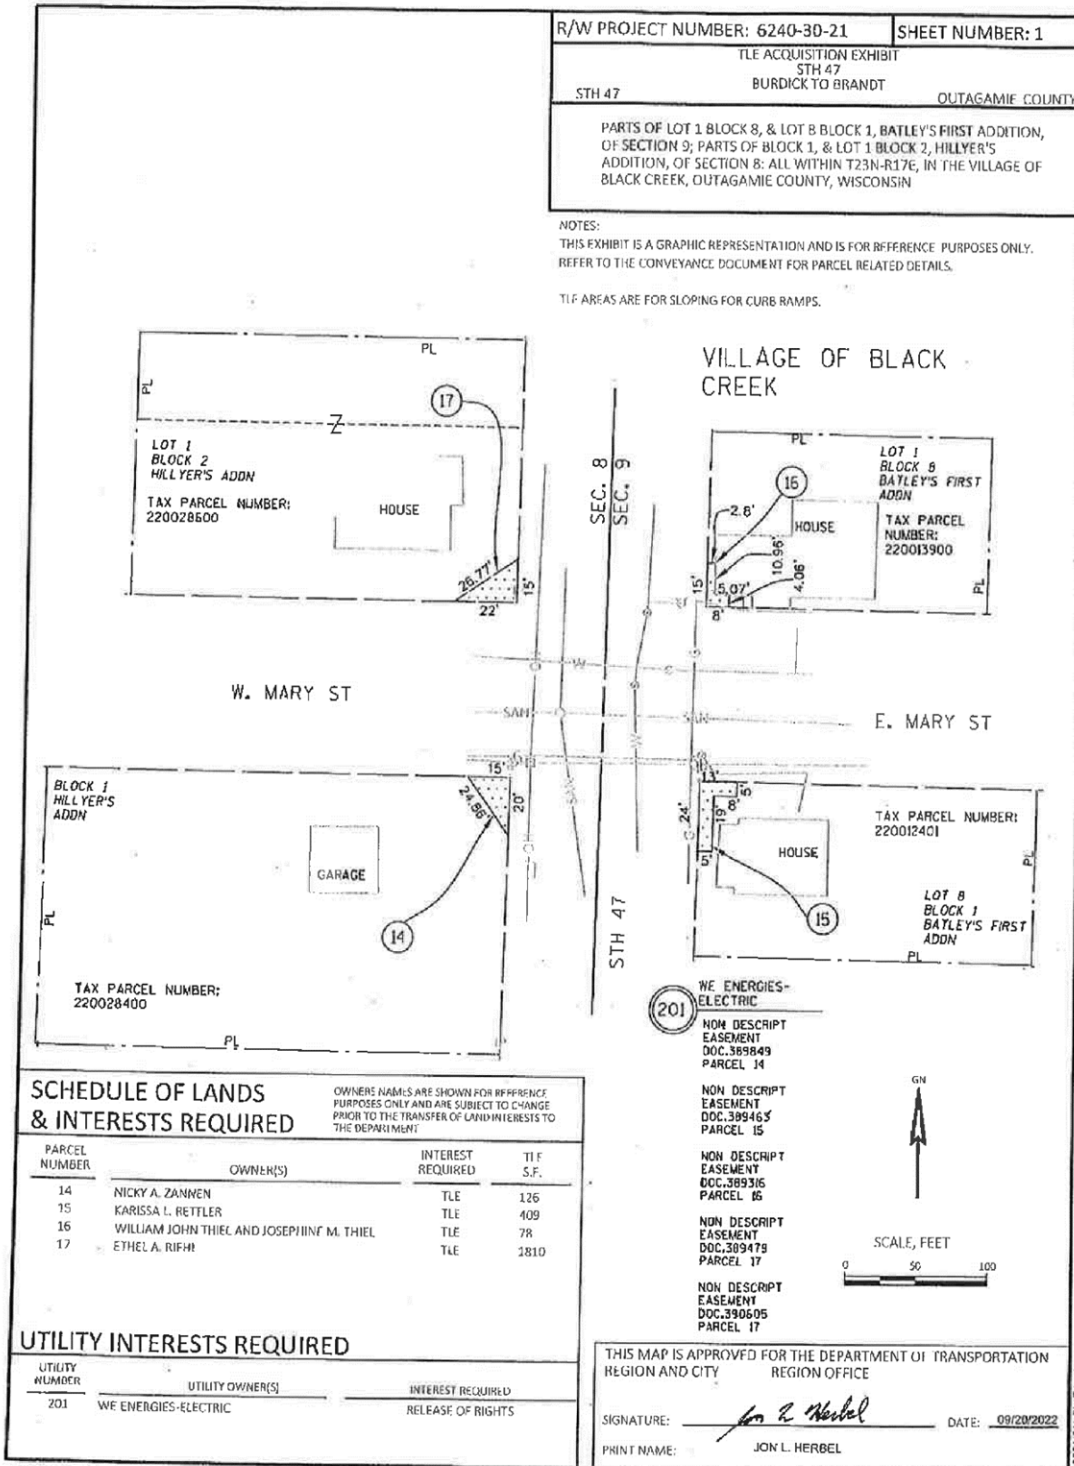 R/W PROJECT NUMBER: 6240-30-21
SHEET NUMBER: 1
TLE ACQUISITION EXHIBIT
STH 47
BURDICK TO BRANDT
STH 47
OUTAGAMIE COUNTY
PARTS OF LOT 1 BLOCK 8, & LOT 8 BLOCK 1, BATLEY'S FIRST ADDITION,
OF SECTION 9; PARTS OF BLOCK 1, & LOT 1 BLOCK 2, HILLYER'S
ADDITION, OF SECTION 8: ALL WITHIN T23N-R17E, IN THE VILLAGE OF
BLACK CREEK, OUTAGAMIE COUNTY, WISCONSIN
NOTES:
THIS EXHIBIT IS A GRAPHIC REPRESENTATION AND IS FOR REFERENCE PURPOSES ONLY.
REFER TO THE CONVEYANCE DOCUMENT FOR PARCEL RELATED DETAILS.
TLE AREAS ARE FOR SLOPING FOR CURB RAMPS.
VILLAGE OF BLACK
CREEK
PL
PL
17
Z
LOT 1
BLOCK 2
HILLYER'S ADDN
TAX PARCEL NUMBER:
220028600
HOUSE
26.77'
15'
22'
SEC. 8
SEC. 9
PL
LOT 1
BLOCK 8
BATLEY'S FIRST
ADDN
TAX PARCEL
NUMBER:
220013900
16
2.8'
HOUSE
10.96'
4.06'
15'
5.07'
8'
PL
W. MARY ST
E. MARY ST
W
G
G
S
S
W
SAN
SAN
SAN
OH
BLOCK 1
HILLYER'S
ADDN
15'
24.86'
20'
GARAGE
14
PL
TAX PARCEL NUMBER:
220028400
PL
STH 47
13'
5'
8'
19'
24'
G
5'
HOUSE
15
TAX PARCEL NUMBER:
220012401
PL
LOT 8
BLOCK 1
BATLEY'S FIRST
ADDN
PL
201
WE ENERGIES-
ELECTRIC
NON DESCRIPT
EASEMENT
DOC.389849
PARCEL 14
NON DESCRIPT
EASEMENT
DOC.389463
PARCEL 15
NON DESCRIPT
EASEMENT
DOC.389316
PARCEL 16
NON DESCRIPT
EASEMENT
DOC.389479
PARCEL 17
NON DESCRIPT
EASEMENT
DOC.390605
PARCEL 17
GN
SCALE, FEET
0 50 100
SCHEDULE OF LANDS
& INTERESTS REQUIRED
OWNERS NAMES ARE SHOWN FOR REFERENCE
PURPOSES ONLY AND ARE SUBJECT TO CHANGE
PRIOR TO THE TRANSFER OF LAND INTERESTS TO
THE DEPARTMENT
PARCEL NUMBER OWNER(S) INTEREST REQUIRED TLE S.F.
14 NICKY A. ZANNEN TLE 126
15 KARISSA L. RETTLER TLE 409
16 WILLIAM JOHN THIEL AND JOSEPHINE M. THIEL TLE 78
17 ETHEL A. RIEHL TLE 1810
UTILITY INTERESTS REQUIRED
UTILITY NUMBER UTILITY OWNER(S) INTEREST REQUIRED
201 WE ENERGIES-ELECTRIC RELEASE OF RIGHTS
THIS MAP IS APPROVED FOR THE DEPARTMENT OF TRANSPORTATION
REGION AND CITY REGION OFFICE
SIGNATURE: Jon L Herbel DATE: 09/20/2022
PRINT NAME: JON L. HERBEL